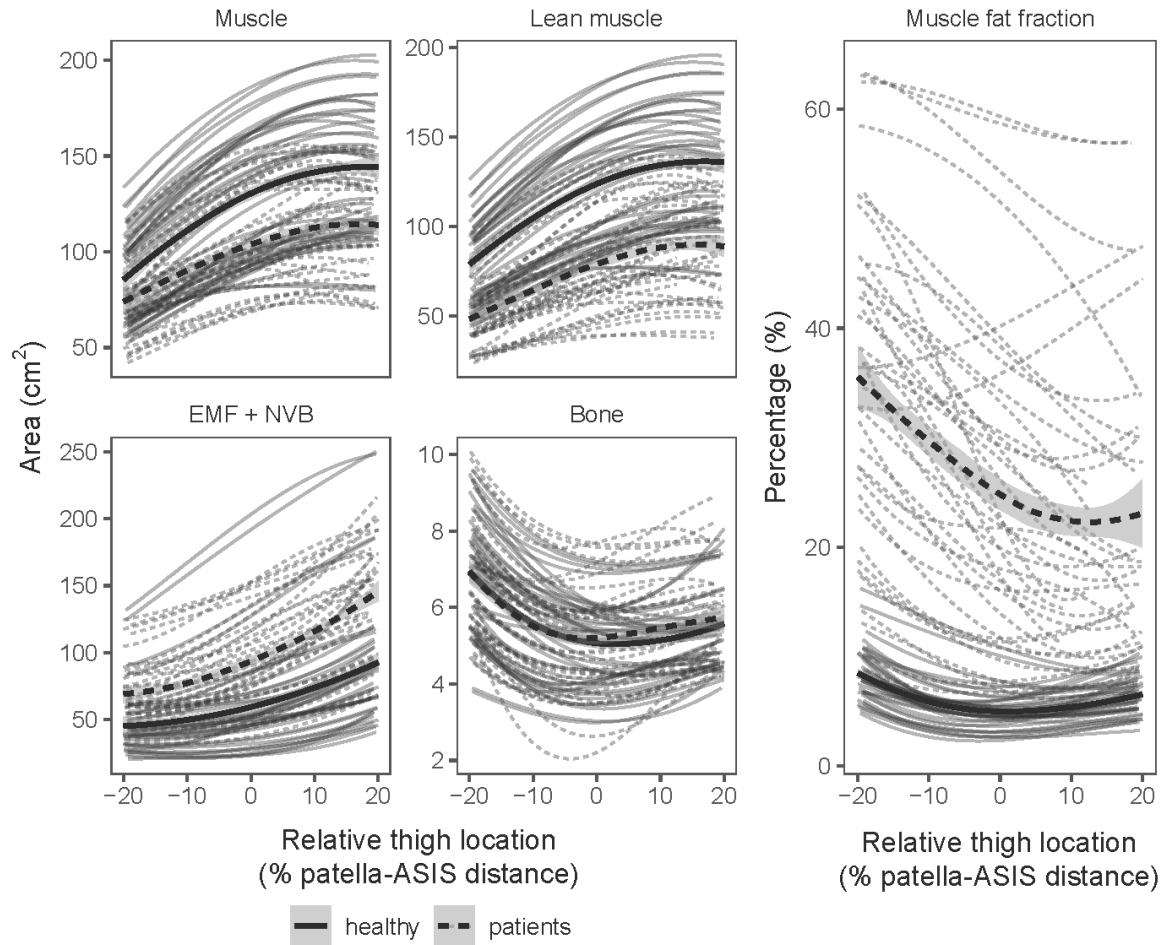 Muscle
Lean muscle
Muscle fat fraction
200
150
100
50
200
150
100
50
60
40
20
0
Area (cm²)
Percentage (%)
EMF + NVB
Bone
250
200
150
100
50
10
8
6
4
2
−20 −10 0 10 20
−20 −10 0 10 20
−20 −10 0 10 20
Relative thigh location
(% patella-ASIS distance)
Relative thigh location
(% patella-ASIS distance)
healthy patients